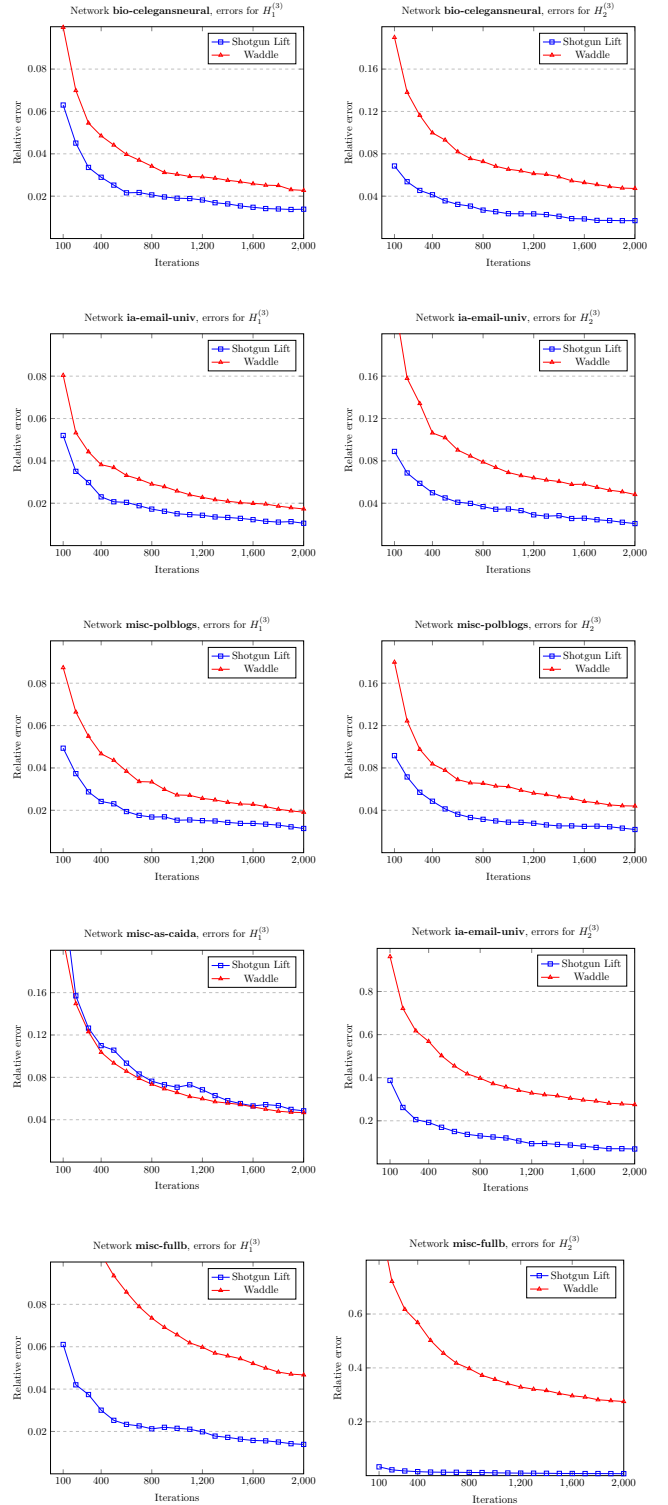 Network bio-celegansneural, errors for H_1^{(3)}
Shotgun Lift
Waddle
0.08
0.06
0.04
0.02
Relative error
100 400 800 1,200 1,600 2,000
Iterations
Network bio-celegansneural, errors for H_2^{(3)}
Shotgun Lift
Waddle
0.16
0.12
0.08
0.04
Relative error
100 400 800 1,200 1,600 2,000
Iterations
Network ia-email-univ, errors for H_1^{(3)}
Shotgun Lift
Waddle
0.08
0.06
0.04
0.02
Relative error
100 400 800 1,200 1,600 2,000
Iterations
Network ia-email-univ, errors for H_2^{(3)}
Shotgun Lift
Waddle
0.16
0.12
0.08
0.04
Relative error
100 400 800 1,200 1,600 2,000
Iterations
Network misc-polblogs, errors for H_1^{(3)}
Shotgun Lift
Waddle
0.08
0.06
0.04
0.02
Relative error
100 400 800 1,200 1,600 2,000
Iterations
Network misc-polblogs, errors for H_2^{(3)}
Shotgun Lift
Waddle
0.16
0.12
0.08
0.04
Relative error
100 400 800 1,200 1,600 2,000
Iterations
Network misc-as-caida, errors for H_1^{(3)}
Shotgun Lift
Waddle
0.16
0.12
0.08
0.04
Relative error
100 400 800 1,200 1,600 2,000
Iterations
Network ia-email-univ, errors for H_2^{(3)}
Shotgun Lift
Waddle
0.8
0.6
0.4
0.2
Relative error
100 400 800 1,200 1,600 2,000
Iterations
Network misc-fullb, errors for H_1^{(3)}
Shotgun Lift
Waddle
0.08
0.06
0.04
0.02
Relative error
100 400 800 1,200 1,600 2,000
Iterations
Network misc-fullb, errors for H_2^{(3)}
Shotgun Lift
Waddle
0.6
0.4
0.2
Relative error
100 400 800 1,200 1,600 2,000
Iterations